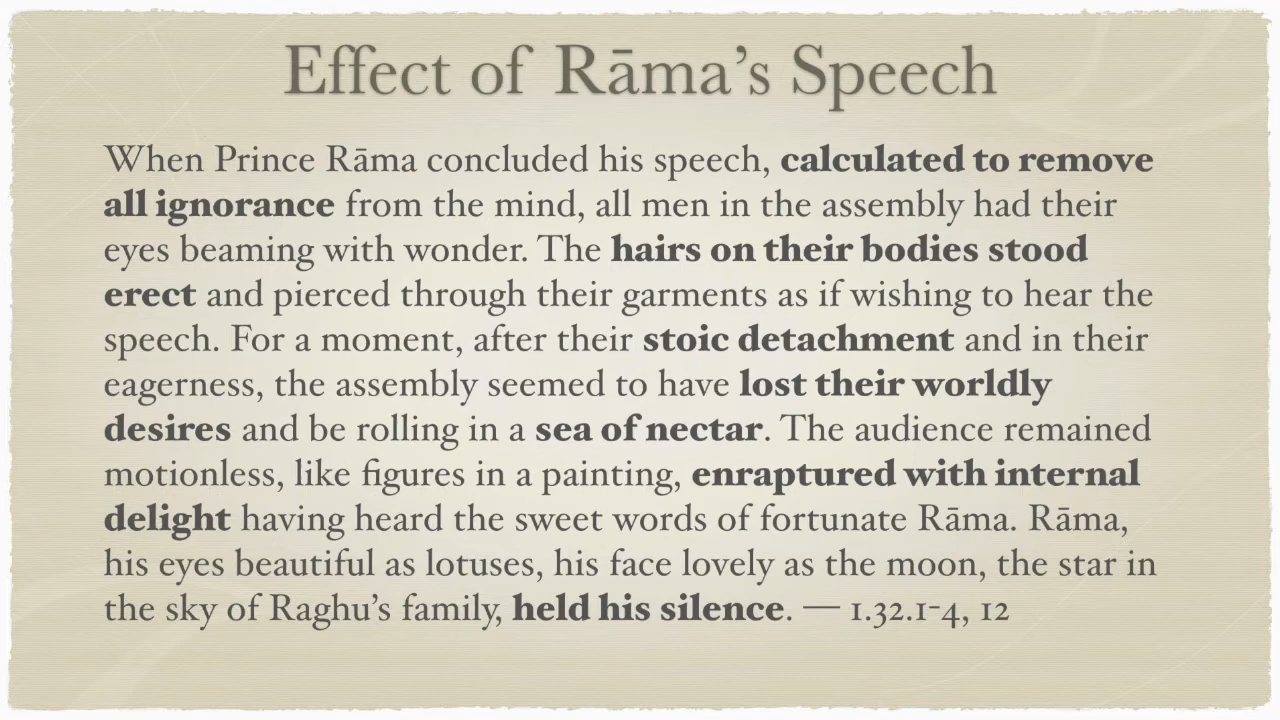 Effect of Rāma’s Speech
When Prince Rāma concluded his speech, calculated to remove
all ignorance from the mind, all men in the assembly had their
eyes beaming with wonder. The hairs on their bodies stood
erect and pierced through their garments as if wishing to hear the
speech. For a moment, after their stoic detachment and in their
eagerness, the assembly seemed to have lost their worldly
desires and be rolling in a sea of nectar. The audience remained
motionless, like figures in a painting, enraptured with internal
delight having heard the sweet words of fortunate Rāma. Rāma,
his eyes beautiful as lotuses, his face lovely as the moon, the star in
the sky of Raghu’s family, held his silence. — 1.32.1-4, 12